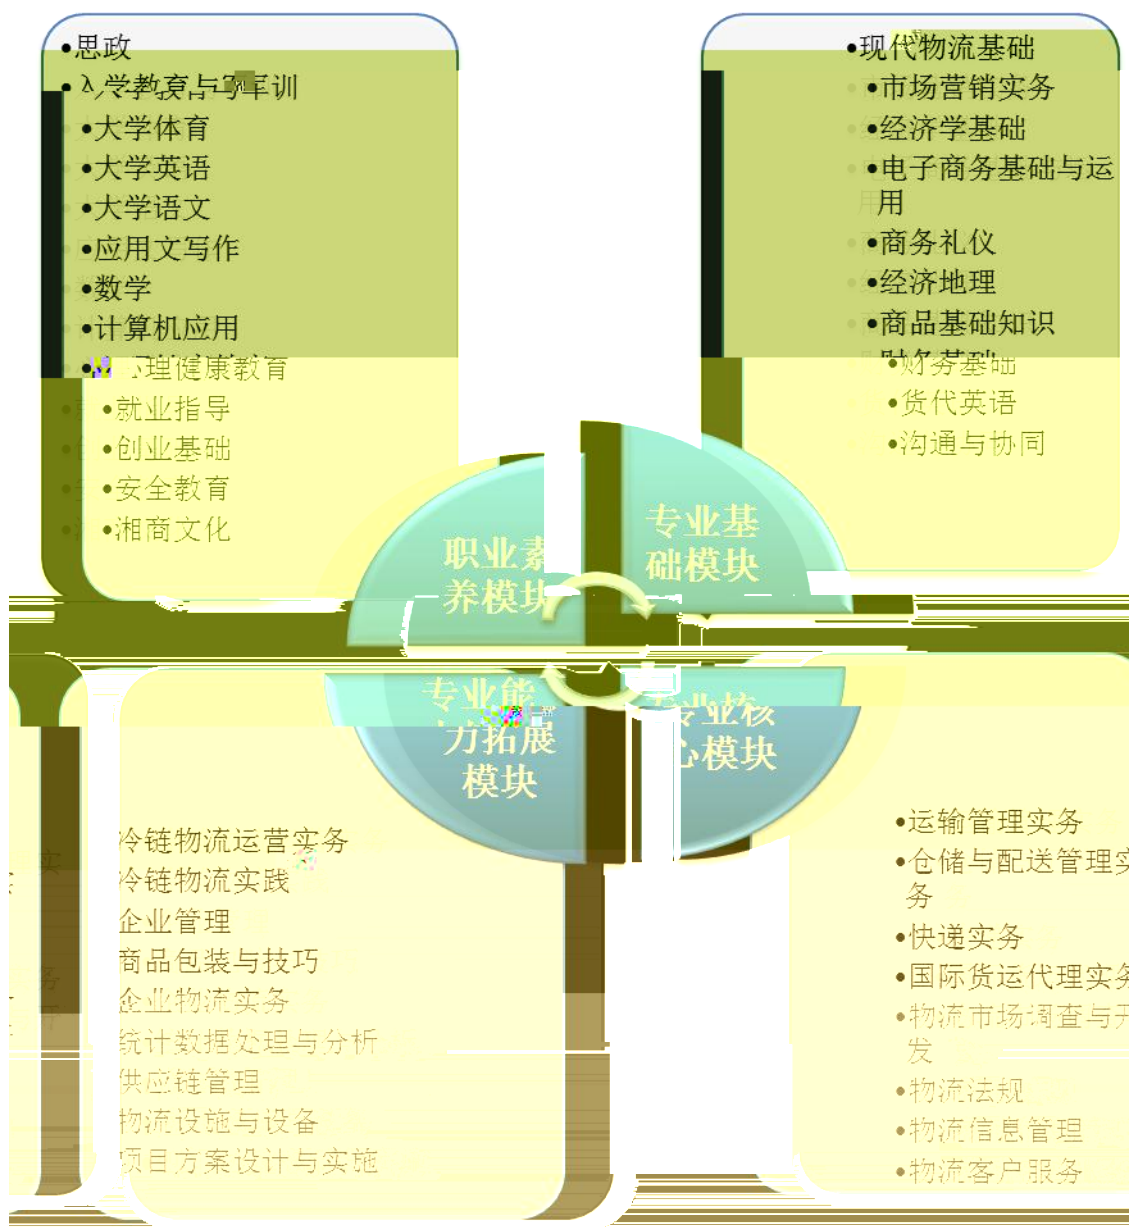 •思政
•入学教育与军训
•大学体育
•大学英语
•大学语文
•应用文写作
•数学
•计算机应用
•心理健康教育
•就业指导
•创业基础
•安全教育
•湘商文化
•现代物流基础
•市场营销实务
•经济学基础
•电子商务基础与运
用
•商务礼仪
•经济地理
•商品基础知识
•财务基础
•货代英语
•沟通与协同
职业素
养模块
专业基
础模块
专业能
力拓展
模块
专业核
心模块
冷链物流运营实务
冷链物流实践
企业管理
商品包装与技巧
企业物流实务
统计数据处理与分析
供应链管理
物流设施与设备
项目方案设计与实施
•运输管理实务
•仓储与配送管理实
务
•快递实务
•国际货运代理实务
•物流市场调查与开
发
•物流法规
•物流信息管理
•物流客户服务